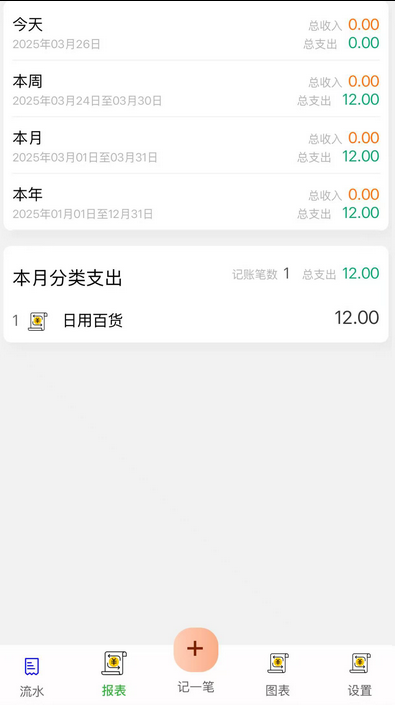 今天 总收入 0.00
2025年03月26日 总支出 0.00
本周 总收入 0.00
2025年03月24日至03月30日 总支出 12.00
本月 总收入 0.00
2025年03月01日至03月31日 总支出 12.00
本年 总收入 0.00
2025年01月01日至12月31日 总支出 12.00
本月分类支出 记账笔数 1 总支出 12.00
1 日用百货 12.00
流水 报表 记一笔 图表 设置